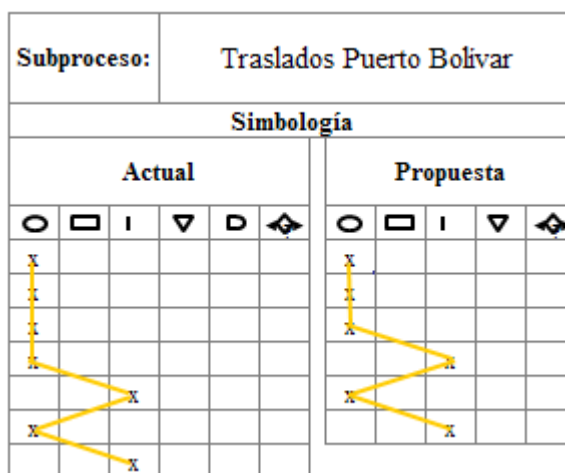 Subproceso: Traslados Puerto Bolivar
Simbología
Actual Propuesta
x x
x x
x x
x x
x x
x x
x